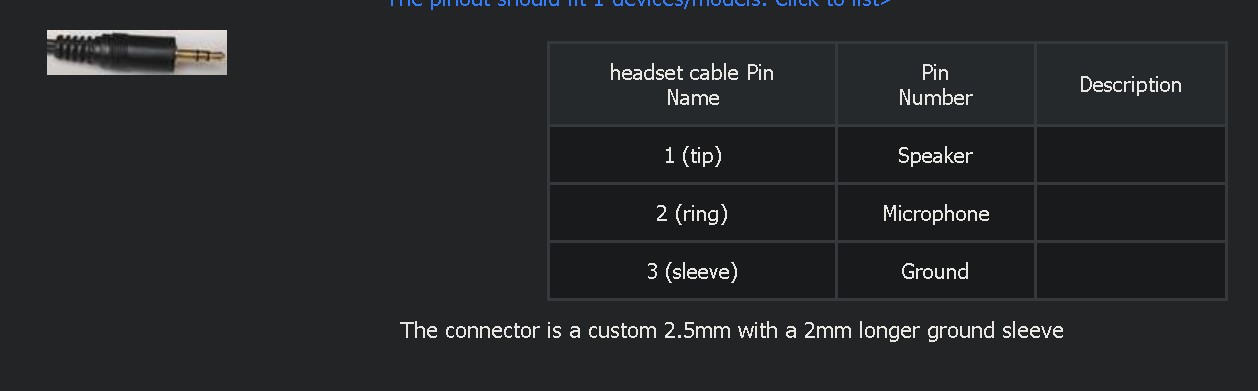 The pinout should fit 1 devices/models. Click to list>
headset cable Pin Name
Pin Number
Description
1 (tip)
Speaker
2 (ring)
Microphone
3 (sleeve)
Ground
The connector is a custom 2.5mm with a 2mm longer ground sleeve